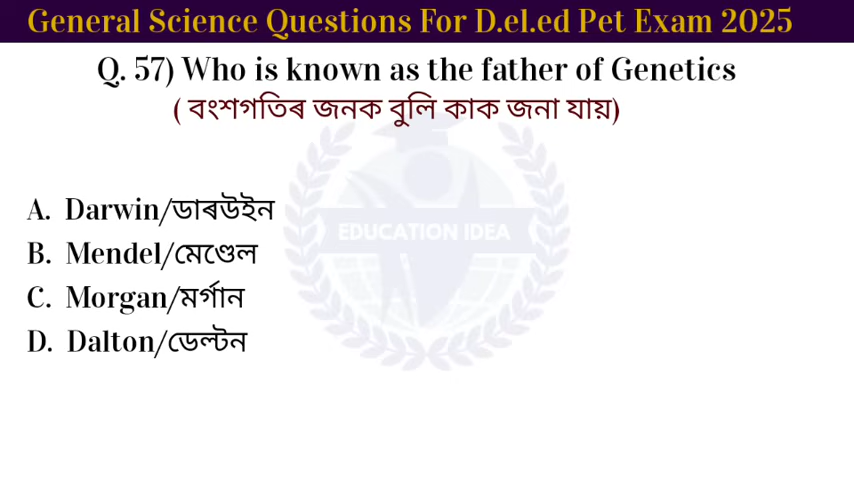 General Science Questions For D.el.ed Pet Exam 2025
Q. 57) Who is known as the father of Genetics
( বংশগতিৰ জনক বুলি কাক জনা যায়)
EDUCATION IDEA
A. Darwin/ডাৰউইন
B. Mendel/মেণ্ডেল
C. Morgan/মৰ্গান
D. Dalton/ডেল্টন